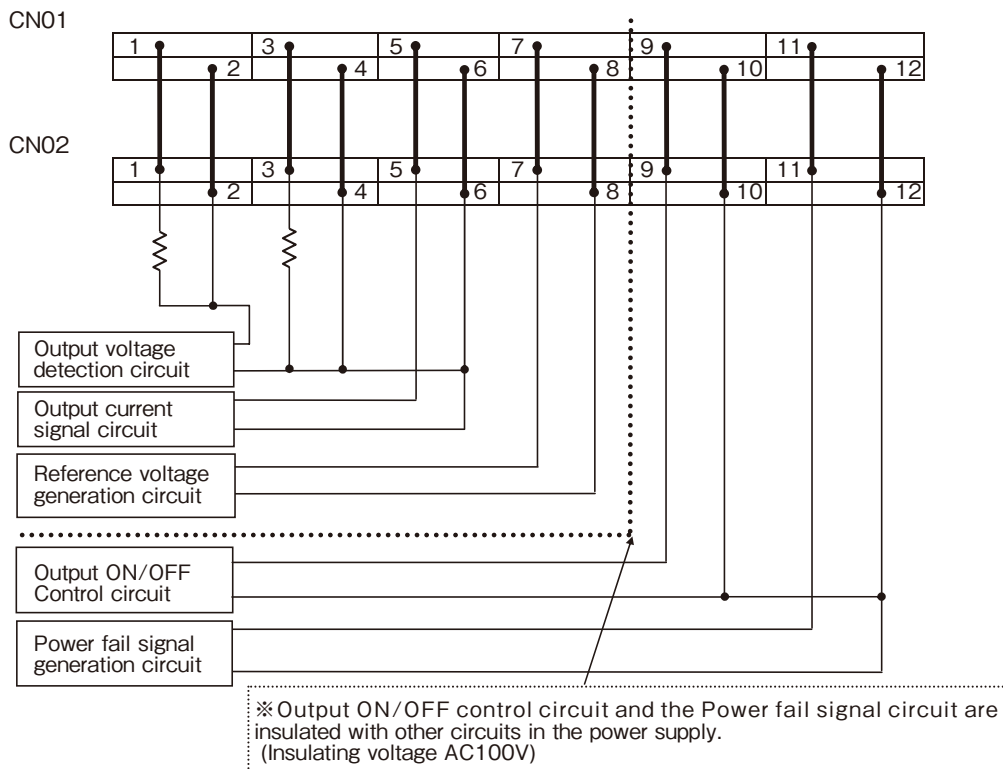 CN01
1 3 5 7 9 11
2 4 6 8 10 12
CN02
1 3 5 7 9 11
2 4 6 8 10 12
Output voltage
detection circuit
Output current
signal circuit
Reference voltage
generation circuit
Output ON/OFF
Control circuit
Power fail signal
generation circuit
※Output ON/OFF control circuit and the Power fail signal circuit are
insulated with other circuits in the power supply.
(Insulating voltage AC100V)